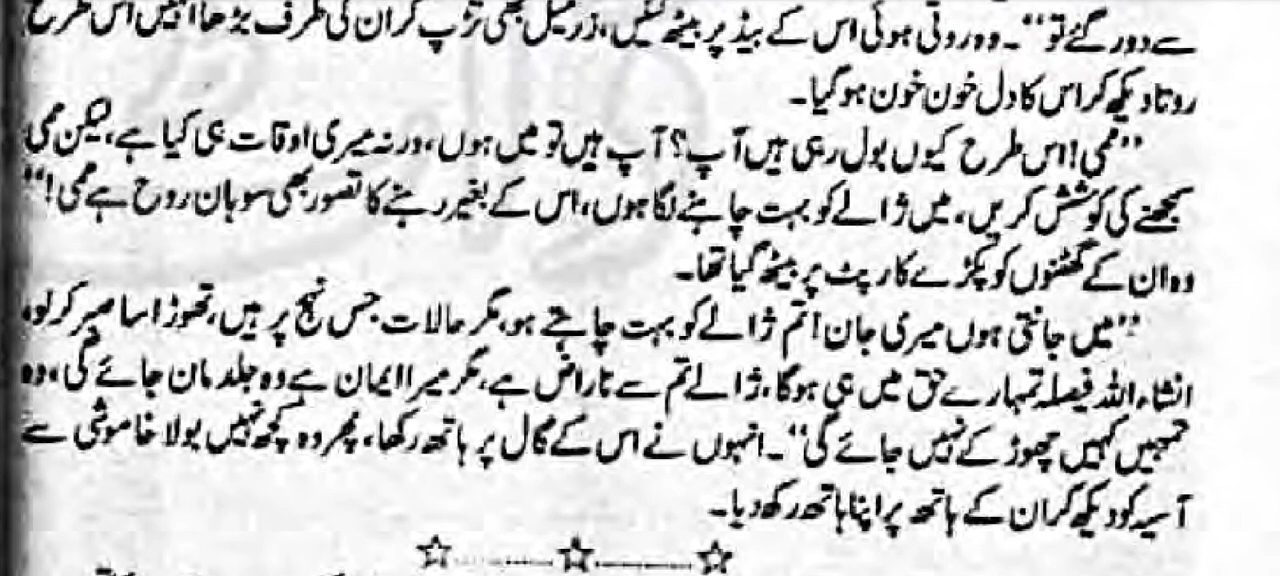 سے دور گئے تو‘‘۔ وہ روتی ہوئی اس کے بیڈ پر بیٹھ گئیں، زرمیل بھی تڑپ کر ان کی طرف بڑھا انہیں اس طرح
روتا دیکھ کر اس کا دل خون خون ہو گیا۔
’’ممی! اس طرح کیوں بول رہی ہیں آپ؟ آپ ہیں تو میں ہوں، ورنہ میری اوقات ہی کیا ہے، لیکن ممی
سمجھنے کی کوشش کریں، میں ژالے کو بہت چاہنے لگا ہوں، اس کے بغیر رہنے کا تصور بھی سوہان روح ہے ممی!‘‘
وہ ان کے گھٹنوں کو پکڑے کارپٹ پر بیٹھ گیا تھا۔
’’میں جانتی ہوں میری جان! تم ژالے کو بہت چاہتے ہو، مگر حالات جس نہج پر ہیں، تھوڑا سا صبر کر لو،
انشاء اللہ فیصلہ تمہارے حق میں ہی ہوگا، ژالے تم سے ناراض ہے، مگر میرا ایمان ہے وہ جلد مان جائے گی، وہ
تمہیں کہیں چھوڑ کے نہیں جائے گی‘‘۔ انہوں نے اس کے گال پر ہاتھ رکھا، پھر وہ کچھ نہیں بولا خاموشی سے
آسیہ کو دیکھ کر ان کے ہاتھ پر اپنا ہاتھ رکھ دیا۔
☆......☆......☆